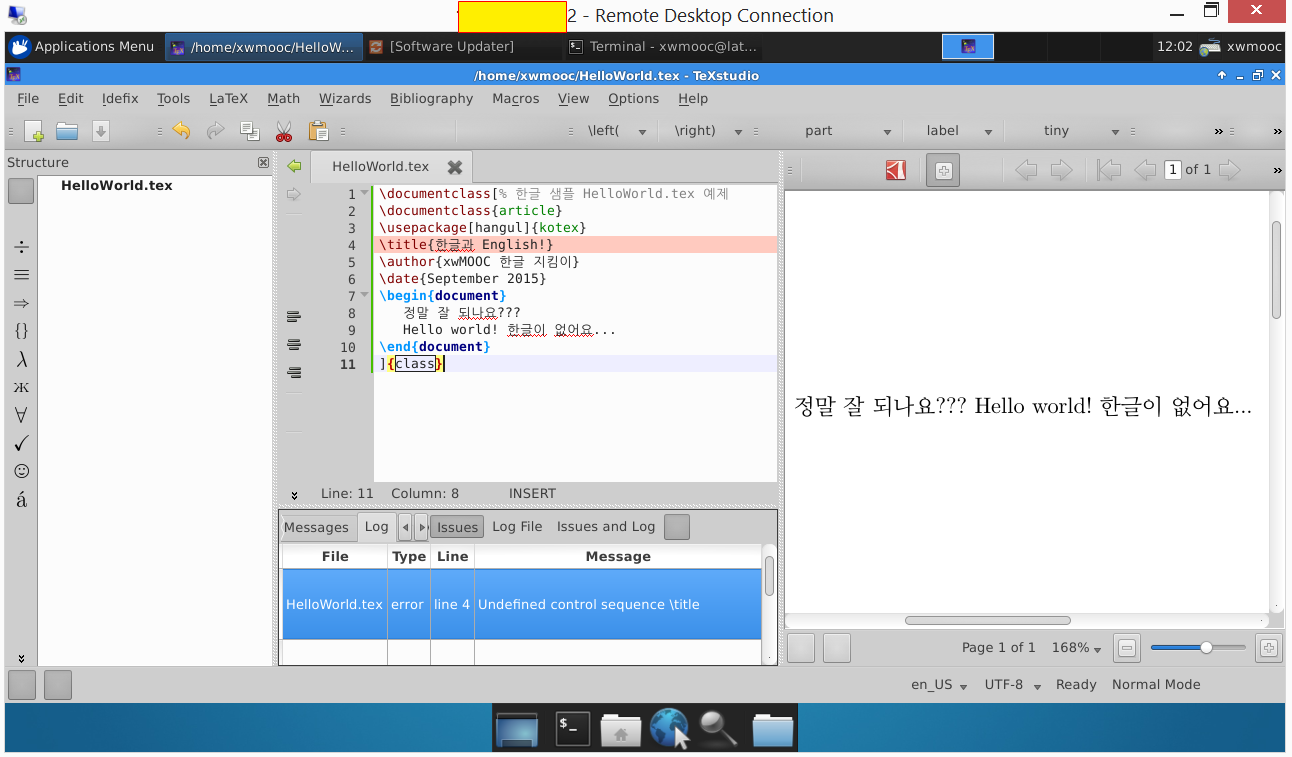 2 - Remote Desktop Connection
Applications Menu /home/xwmooc/HelloW... [Software Updater] Terminal - xwmooc@lat... 12:02 xwmooc
/home/xwmooc/HelloWorld.tex - TeXstudio
File Edit Idefix Tools LaTeX Math Wizards Bibliography Macros View Options Help
\left( \right) part label tiny » »
Structure
HelloWorld.tex
HelloWorld.tex
1 of 1 »
1 \documentclass[% 한글 샘플 HelloWorld.tex 예제
2 \documentclass{article}
3 \usepackage[hangul]{kotex}
4 \title{한글과 English!}
5 \author{xwMOOC 한글 지킴이}
6 \date{September 2015}
7 \begin{document}
8 정말 잘 되나요???
9 Hello world! 한글이 없어요...
10 \end{document}
11 ]{class}
÷
≡
⇒
{}
λ
ж
∀
✓
☺
á
Line: 11 Column: 8 INSERT
Messages Log Issues Log File Issues and Log
File Type Line Message
HelloWorld.tex error line 4 Undefined control sequence \title
정말 잘 되나요??? Hello world! 한글이 없어요...
Page 1 of 1 168%
en_US UTF-8 Ready Normal Mode
$_